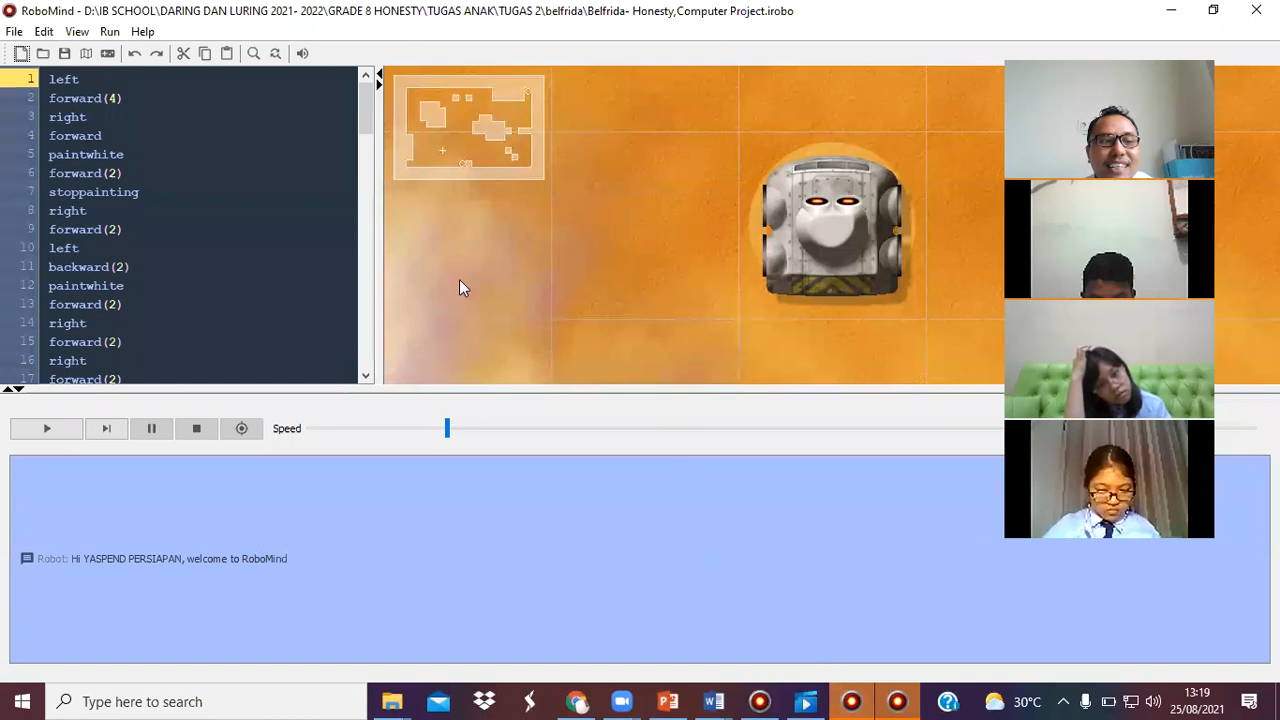 RoboMind - D:\IB SCHOOL\DARING DAN LURING 2021- 2022\GRADE 8 HONESTY\TUGAS ANAK\TUGAS 2\belfrida\Belfrida- Honesty,Computer Project.irobo
File Edit View Run Help
1 left
2 forward(4)
3 right
4 forward
5 paintwhite
6 forward(2)
7 stoppainting
8 right
9 forward(2)
10 left
11 backward(2)
12 paintwhite
13 forward(2)
14 right
15 forward(2)
16 right
17 forward(2)
Speed
Robot: Hi YASPEND PERSIAPAN, welcome to RoboMind
Type here to search
30°C
13:19
25/08/2021